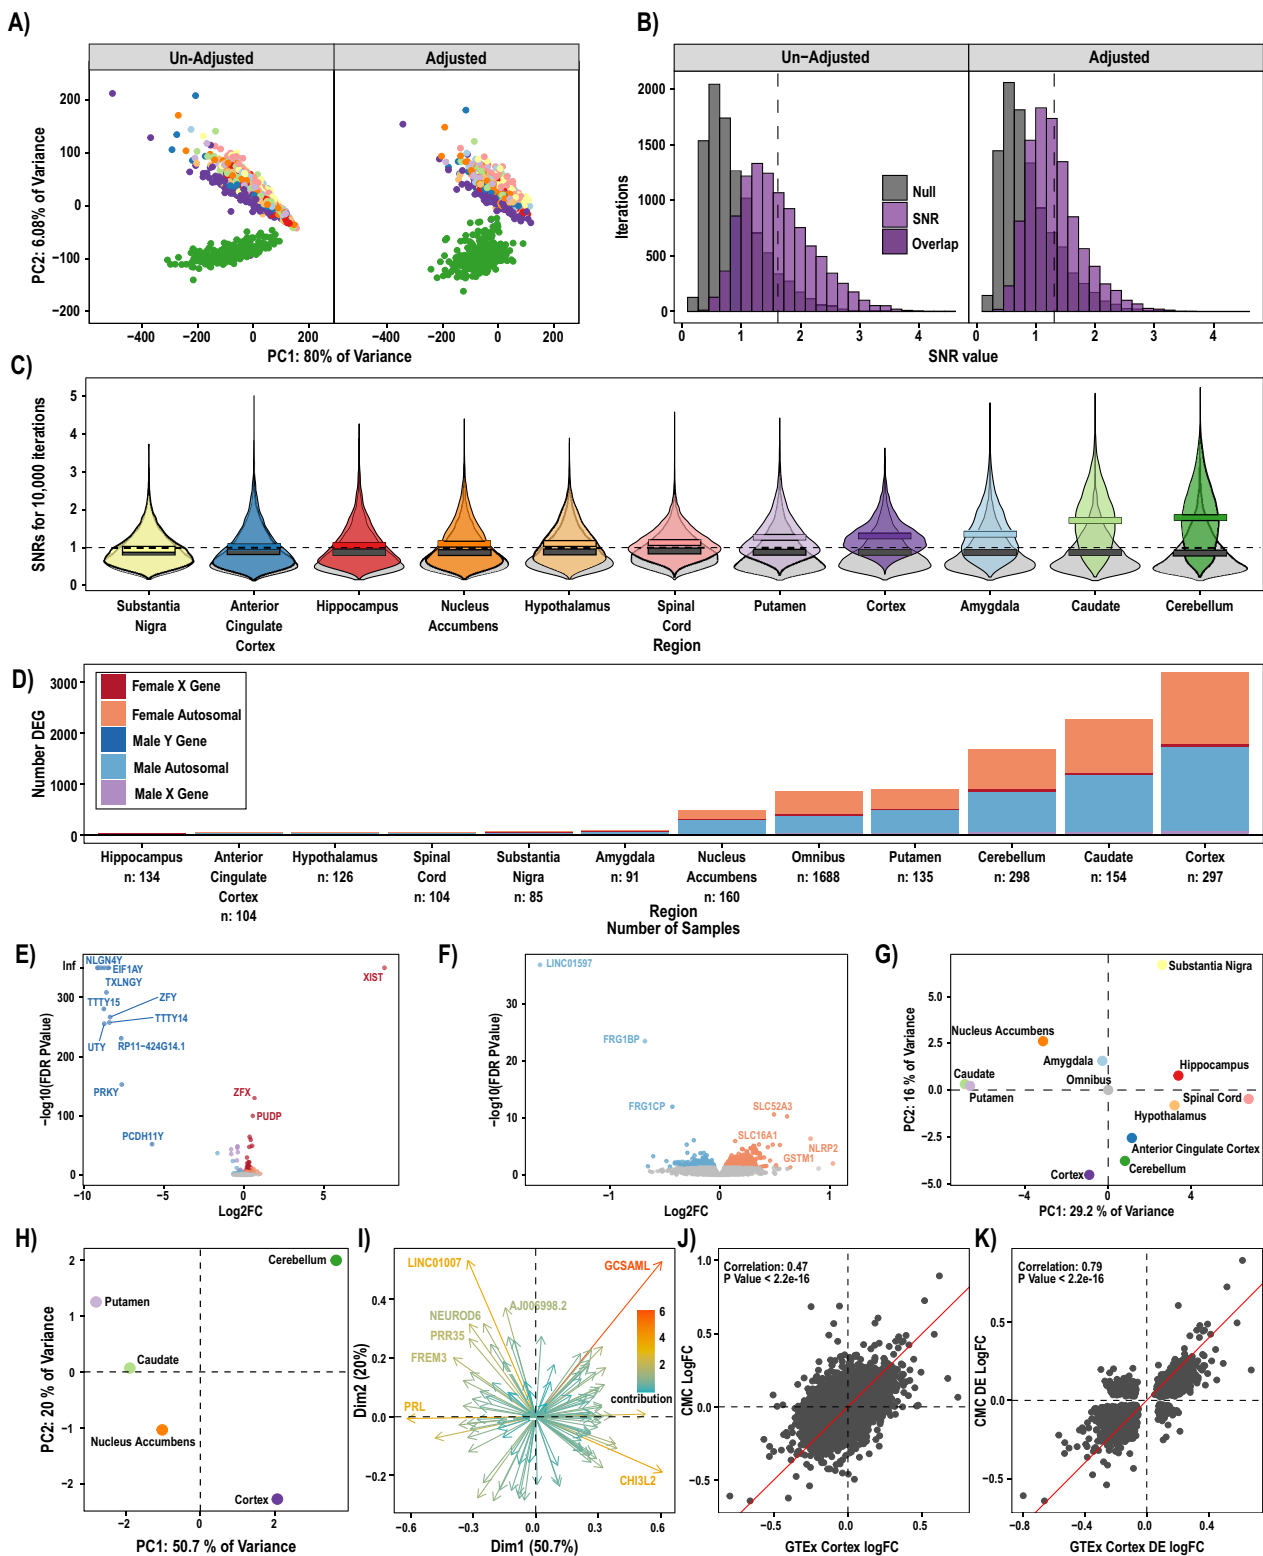 A)
Un-Adjusted
Adjusted
PC2: 6.08% of Variance
200
100
0
−100
−200
−400
−200
0
200
−400
−200
0
200
PC1: 80% of Variance
B)
Un−Adjusted
Adjusted
Iterations
2000
1500
1000
500
0
Null
SNR
Overlap
0
1
2
3
4
0
1
2
3
4
SNR value
C)
SNRs for 10,000 iterations
5
4
3
2
1
0
Substantia
Nigra
Anterior
Cingulate
Cortex
Hippocampus
Nucleus
Accumbens
Hypothalamus
Spinal
Cord
Putamen
Cortex
Amygdala
Caudate
Cerebellum
Region
D)
Number DEG
3000
2000
1000
0
Female X Gene
Female Autosomal
Male Y Gene
Male Autosomal
Male X Gene
Hippocampus
n: 134
Anterior
Cingulate
Cortex
n: 104
Hypothalamus
n: 126
Spinal
Cord
n: 104
Substantia
Nigra
n: 85
Amygdala
n: 91
Nucleus
Accumbens
n: 160
Omnibus
n: 1688
Putamen
n: 135
Cerebellum
n: 298
Caudate
n: 154
Cortex
n: 297
Region
Number of Samples
E)
−log10(FDR PValue)
Inf
300
200
100
0
NLGN4Y
EIF1AY
TXLNGY
TTTY15
ZFY
TTTY14
UTY
RP11−424G14.1
PRKY
PCDH11Y
XIST
ZFX
PUDP
−10
−5
0
5
Log2FC
F)
−log10(FDR PValue)
30
20
10
0
LINC01597
FRG1BP
FRG1CP
SLC52A3
SLC16A1
NLRP2
GSTM1
−1
0
1
Log2FC
G)
PC2: 16 % of Variance
5.0
2.5
0.0
−2.5
−5.0
Substantia Nigra
Nucleus Accumbens
Amygdala
Hippocampus
Caudate
Omnibus
Putamen
Spinal Cord
Hypothalamus
Anterior Cingulate Cortex
Cerebellum
Cortex
−4
0
4
PC1: 29.2 % of Variance
H)
PC2: 20 % of Variance
2
1
0
−1
−2
Cerebellum
Putamen
Caudate
Nucleus Accumbens
Cortex
−2
0
2
PC1: 50.7 % of Variance
I)
Dim2 (20%)
0.4
0.2
0.0
−0.2
LINC01007
GCSAML
AJ006998.2
NEUROD6
PRR35
FREM3
PRL
CHI3L2
6
4
2
contribution
−0.6
−0.3
0.0
0.3
0.6
Dim1 (50.7%)
J)
CMC LogFC
1.0
0.5
0.0
−0.5
Correlation: 0.47
P Value < 2.2e-16
−0.5
0.0
0.5
GTEx Cortex logFC
K)
CMC DE LogFC
0.5
0.0
−0.5
Correlation: 0.79
P Value < 2.2e-16
−0.8
−0.4
0.0
0.4
GTEx Cortex DE logFC